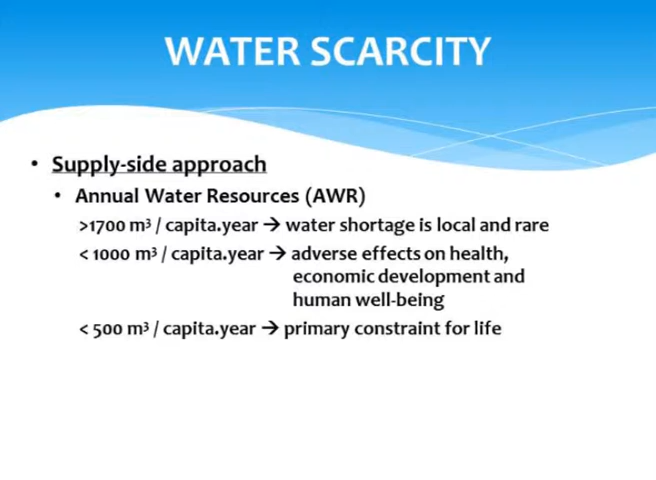 WATER SCARCITY
• Supply-side approach
• Annual Water Resources (AWR)
>1700 m³ / capita.year → water shortage is local and rare
< 1000 m³ / capita.year → adverse effects on health,
economic development and
human well-being
< 500 m³ / capita.year → primary constraint for life